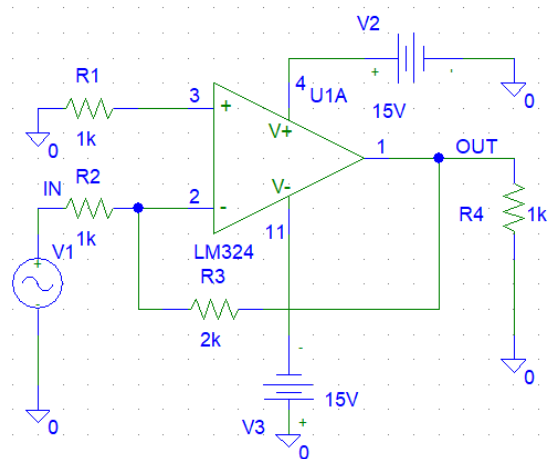 V2
R1
3
+
4
U1A
+
-
15V
0
0
1k
V+
1
OUT
IN
R2
2
-
V-
R4
1k
1k
V1
+
-
11
LM324
R3
2k
0
-
15V
0
V3
+
0